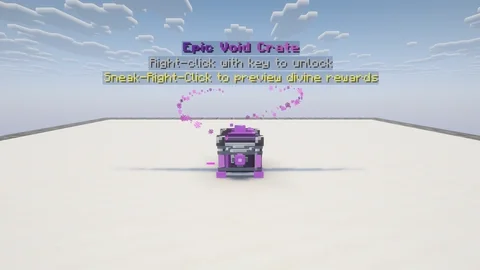 Epic Void Crate
Right-click with key to unlock
Sneak-Right-Click to preview divine rewards